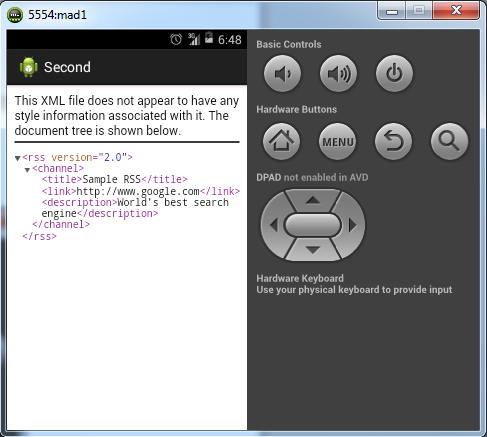 5554:mad1
3G 6:48
Second
This XML file does not appear to have any
style information associated with it. The
document tree is shown below.
▼<rss version="2.0">
▼<channel>
<title>Sample RSS</title>
<link>http://www.google.com</link>
<description>World's best search
engine</description>
</channel>
</rss>
Basic Controls
Hardware Buttons
MENU
DPAD not enabled in AVD
Hardware Keyboard
Use your physical keyboard to provide input